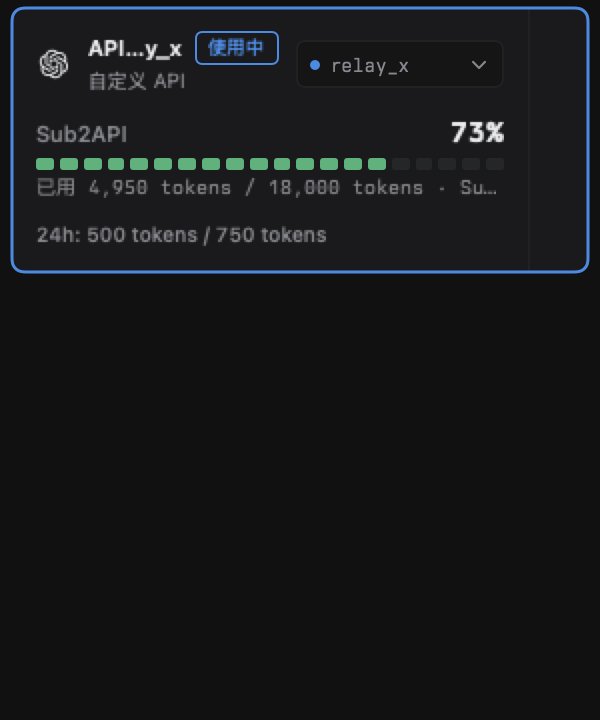 API...y_x 使用中
自定义 API
relay_x
Sub2API 73%
已用 4,950 tokens / 18,000 tokens · Su...
24h: 500 tokens / 750 tokens